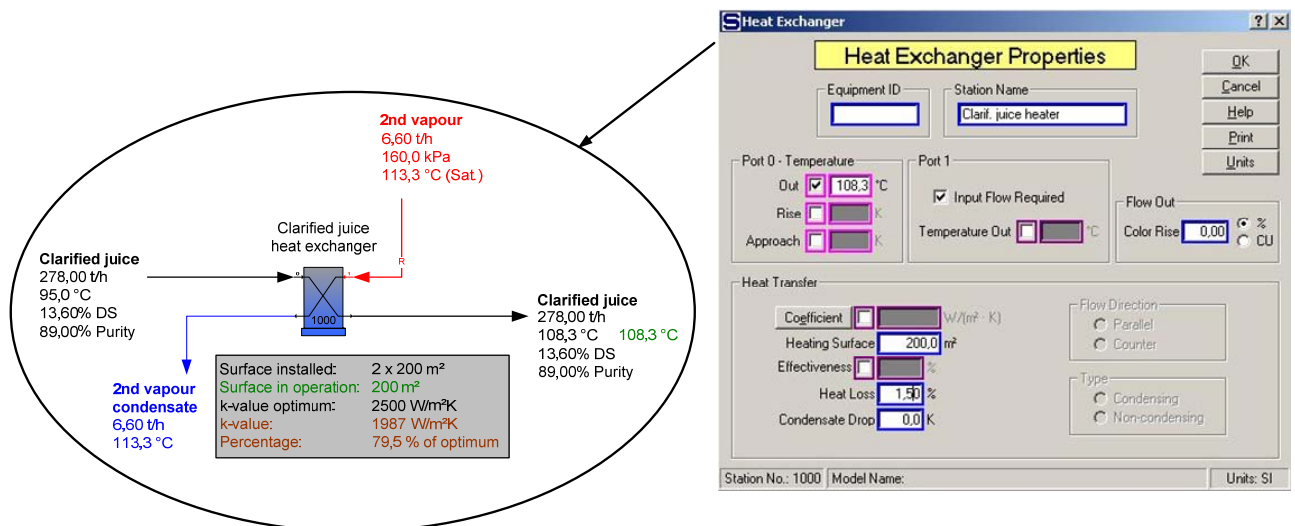 2nd vapour
6,60 t/h
160,0 kPa
113,3 °C (Sat.)
Clarified juice
heat exchanger
R
Clarified juice
278,00 t/h
95,0 °C
13,60% DS
89,00% Purity
0
1
1000
Clarified juice
278,00 t/h
108,3 °C 108,3 °C
13,60% DS
89,00% Purity
2nd vapour
condensate
6,60 t/h
113,3 °C
Surface installed: 2 x 200 m²
Surface in operation: 200 m²
k-value optimum: 2500 W/m²K
k-value: 1987 W/m²K
Percentage: 79,5 % of optimum
S Heat Exchanger
Heat Exchanger Properties
OK
Cancel
Help
Print
Units
Equipment ID
Station Name
Clarif. juice heater
Port 0 - Temperature
Out 108,3 °C
Rise K
Approach K
Port 1
Input Flow Required
Temperature Out °C
Flow Out
Color Rise 0,00 %
CU
Heat Transfer
Coefficient W/(m² · K)
Heating Surface 200,0 m²
Effectiveness %
Heat Loss 1,50 %
Condensate Drop 0,0 K
Flow Direction
Parallel
Counter
Type
Condensing
Non-condensing
Station No.: 1000 Model Name: Units: SI